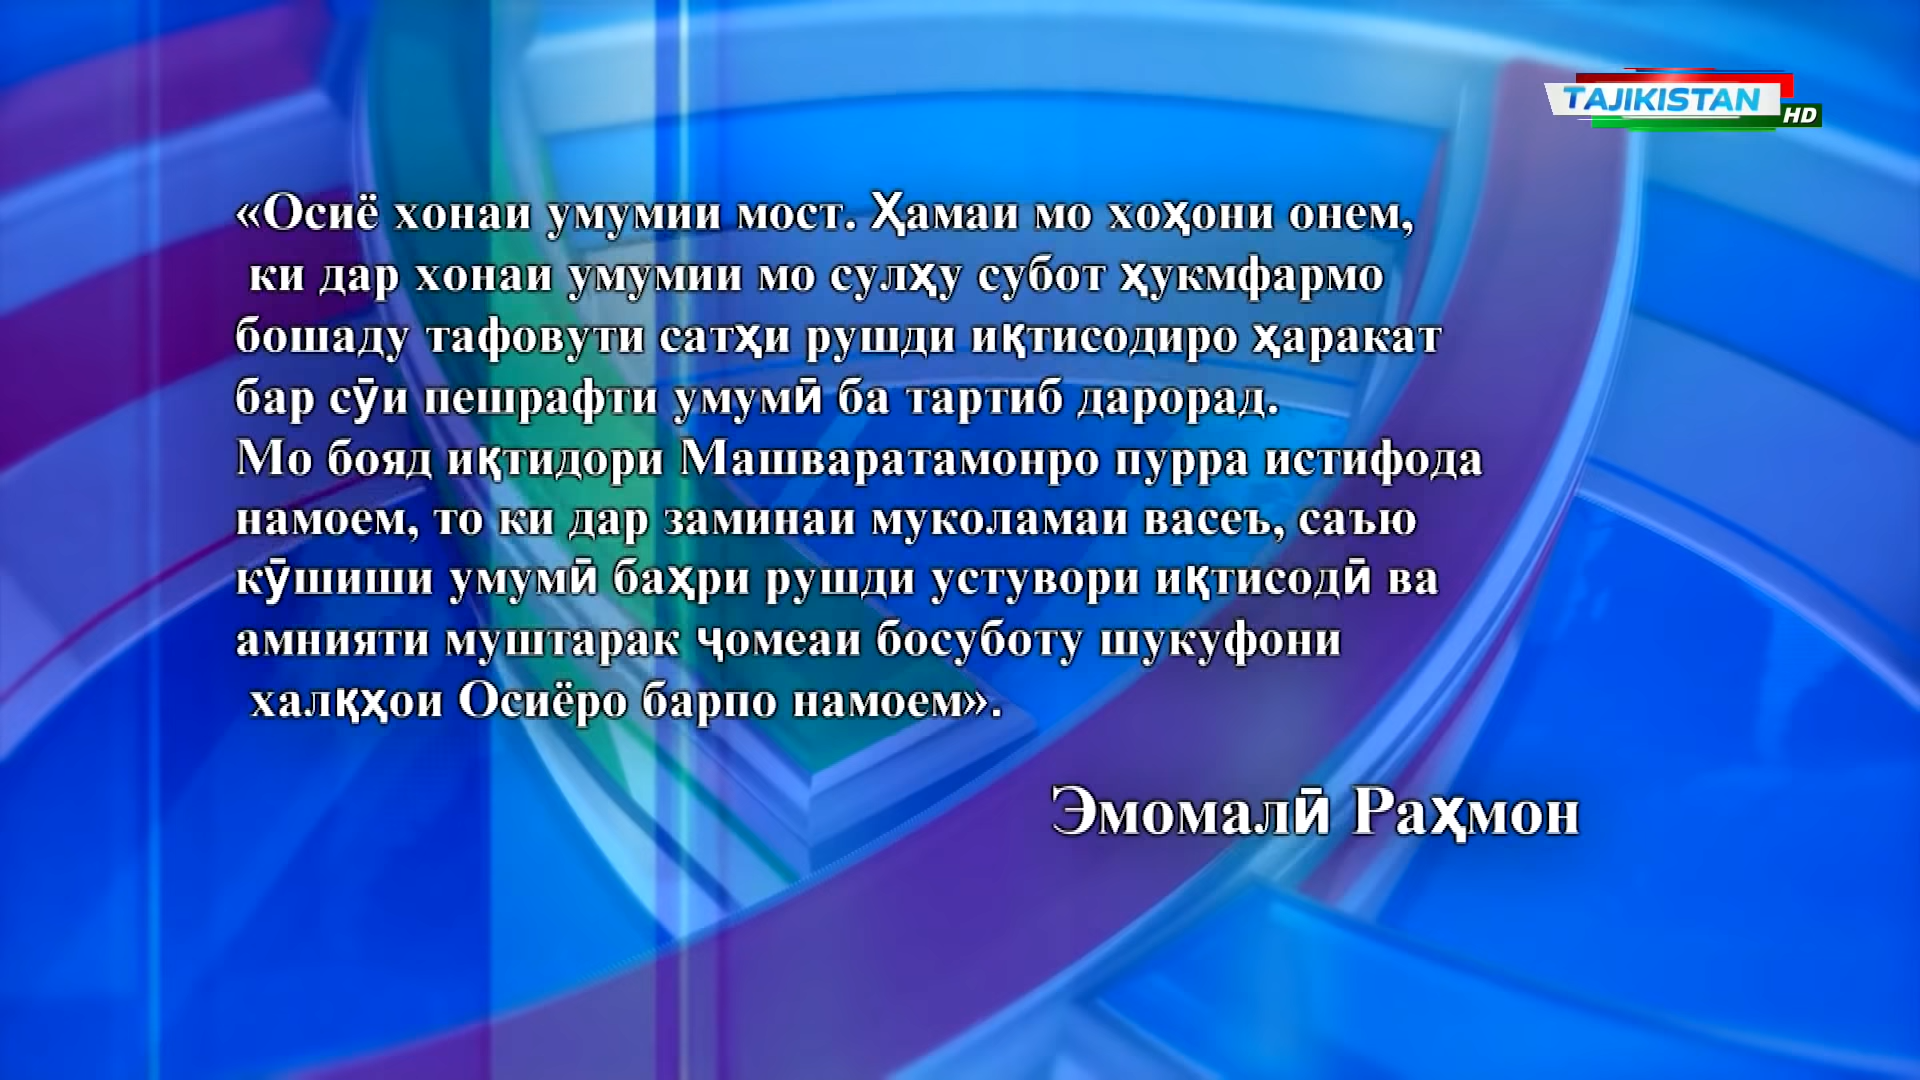 TAJIKISTAN HD
«Осиё хонаи умумии мост. Ҳамаи мо хоҳони онем,
ки дар хонаи умумии мо сулҳу субот ҳукмфармо
бошаду тафовути сатҳи рушди иқтисодиро ҳаракат
бар сӯи пешрафти умумӣ ба тартиб дарорад.
Мо бояд иқтидори Машваратамонро пурра истифода
намоем, то ки дар заминаи муколамаи васеъ, саъю
кӯшиши умумӣ баҳри рушди устувори иқтисодӣ ва
амнияти муштарак ҷомеаи босуботу шукуфони
халқҳои Осиёро барпо намоем».
Эмомалӣ Раҳмон